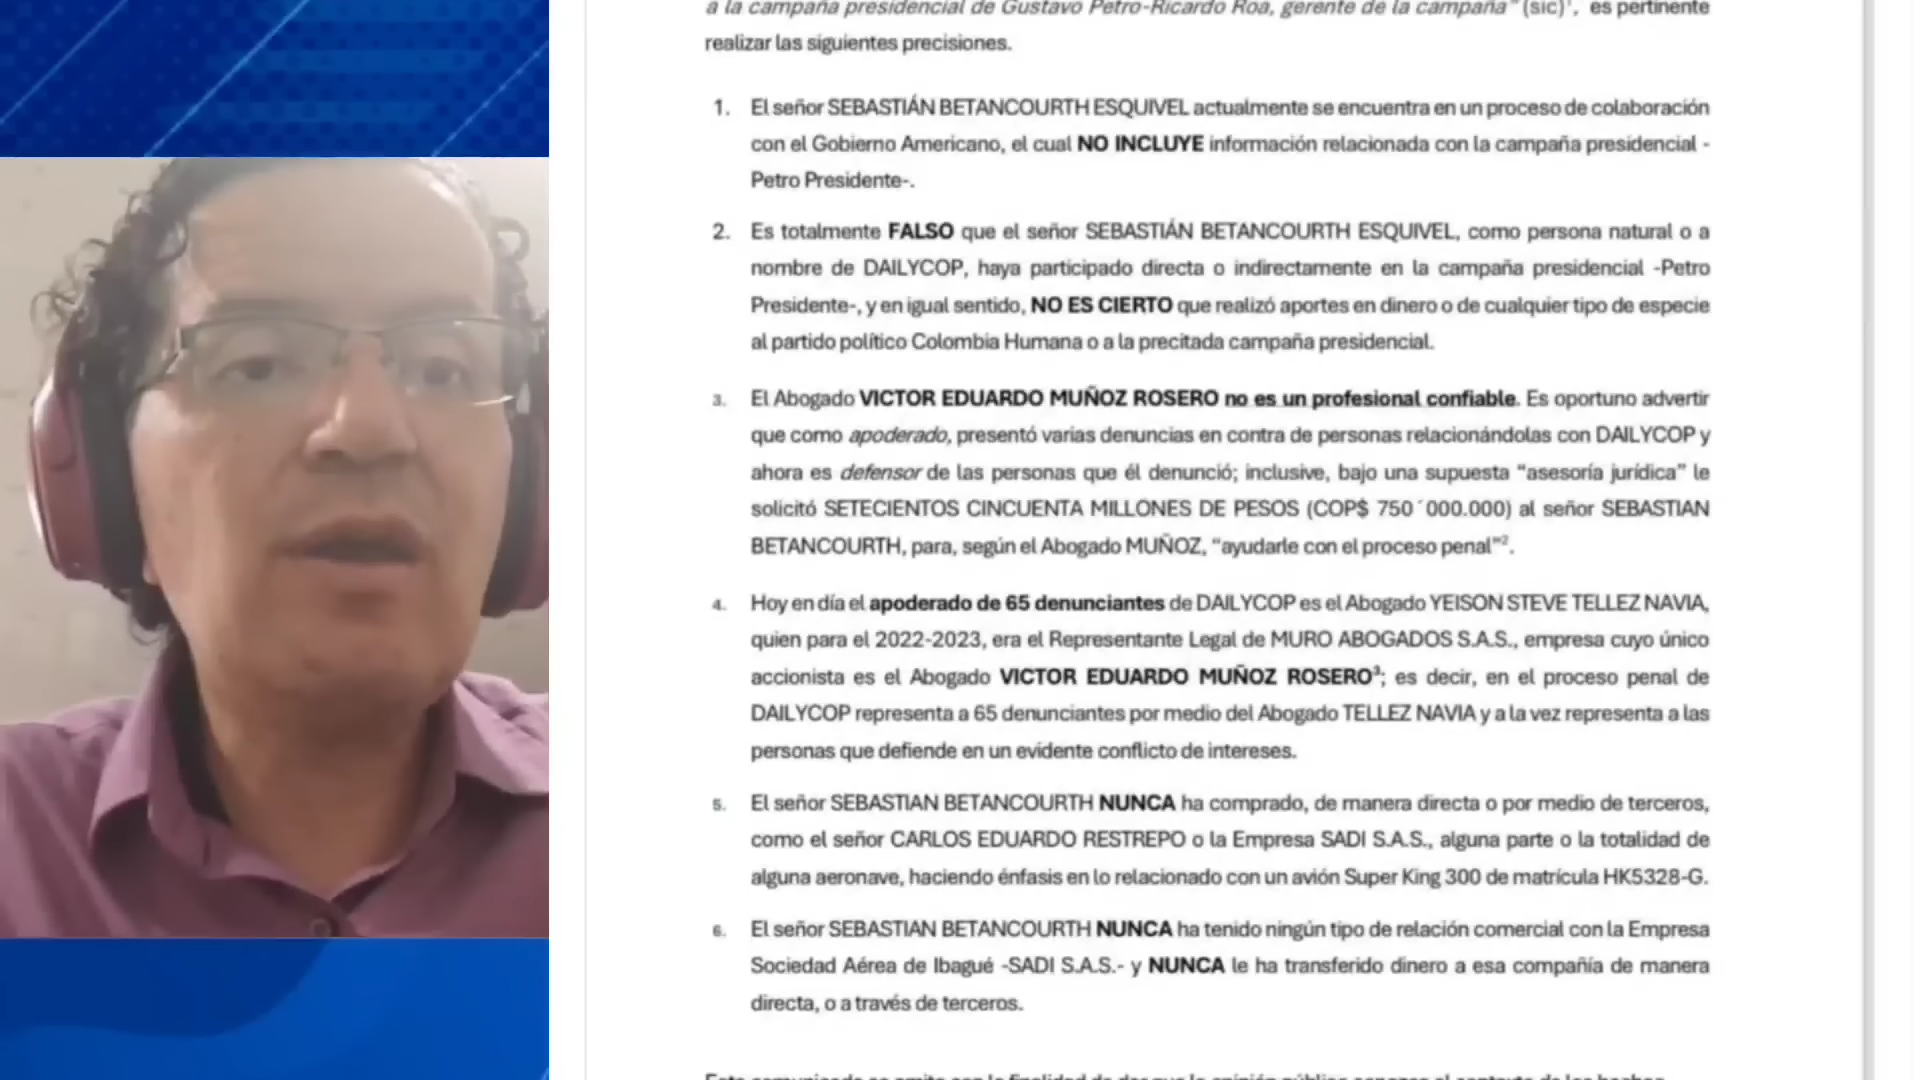 a la campaña presidencial de Gustavo Petro-Ricardo Roa, gerente de la campaña" (sic)¹, es pertinente
realizar las siguientes precisiones.
1. El señor SEBASTIÁN BETANCOURTH ESQUIVEL actualmente se encuentra en un proceso de colaboración
con el Gobierno Americano, el cual NO INCLUYE información relacionada con la campaña presidencial -
Petro Presidente-.
2. Es totalmente FALSO que el señor SEBASTIÁN BETANCOURTH ESQUIVEL, como persona natural o a
nombre de DAILYCOP, haya participado directa o indirectamente en la campaña presidencial -Petro
Presidente-, y en igual sentido, NO ES CIERTO que realizó aportes en dinero o de cualquier tipo de especie
al partido político Colombia Humana o a la precitada campaña presidencial.
3. El Abogado VICTOR EDUARDO MUÑOZ ROSERO no es un profesional confiable. Es oportuno advertir
que como apoderado, presentó varias denuncias en contra de personas relacionándolas con DAILYCOP y
ahora es defensor de las personas que él denunció; inclusive, bajo una supuesta “asesoría jurídica” le
solicitó SETECIENTOS CINCUENTA MILLONES DE PESOS (COP$ 750´000.000) al señor SEBASTIAN
BETANCOURTH, para, según el Abogado MUÑOZ, “ayudarle con el proceso penal”².
4. Hoy en día el apoderado de 65 denunciantes de DAILYCOP es el Abogado YEISON STEVE TELLEZ NAVIA,
quien para el 2022-2023, era el Representante Legal de MURO ABOGADOS S.A.S., empresa cuyo único
accionista es el Abogado VICTOR EDUARDO MUÑOZ ROSERO³; es decir, en el proceso penal de
DAILYCOP representa a 65 denunciantes por medio del Abogado TELLEZ NAVIA y a la vez representa a las
personas que defiende en un evidente conflicto de intereses.
5. El señor SEBASTIAN BETANCOURTH NUNCA ha comprado, de manera directa o por medio de terceros,
como el señor CARLOS EDUARDO RESTREPO o la Empresa SADI S.A.S., alguna parte o la totalidad de
alguna aeronave, haciendo énfasis en lo relacionado con un avión Super King 300 de matrícula HK5328-G.
6. El señor SEBASTIAN BETANCOURTH NUNCA ha tenido ningún tipo de relación comercial con la Empresa
Sociedad Aérea de Ibagué -SADI S.A.S.- y NUNCA le ha transferido dinero a esa compañía de manera
directa, o a través de terceros.